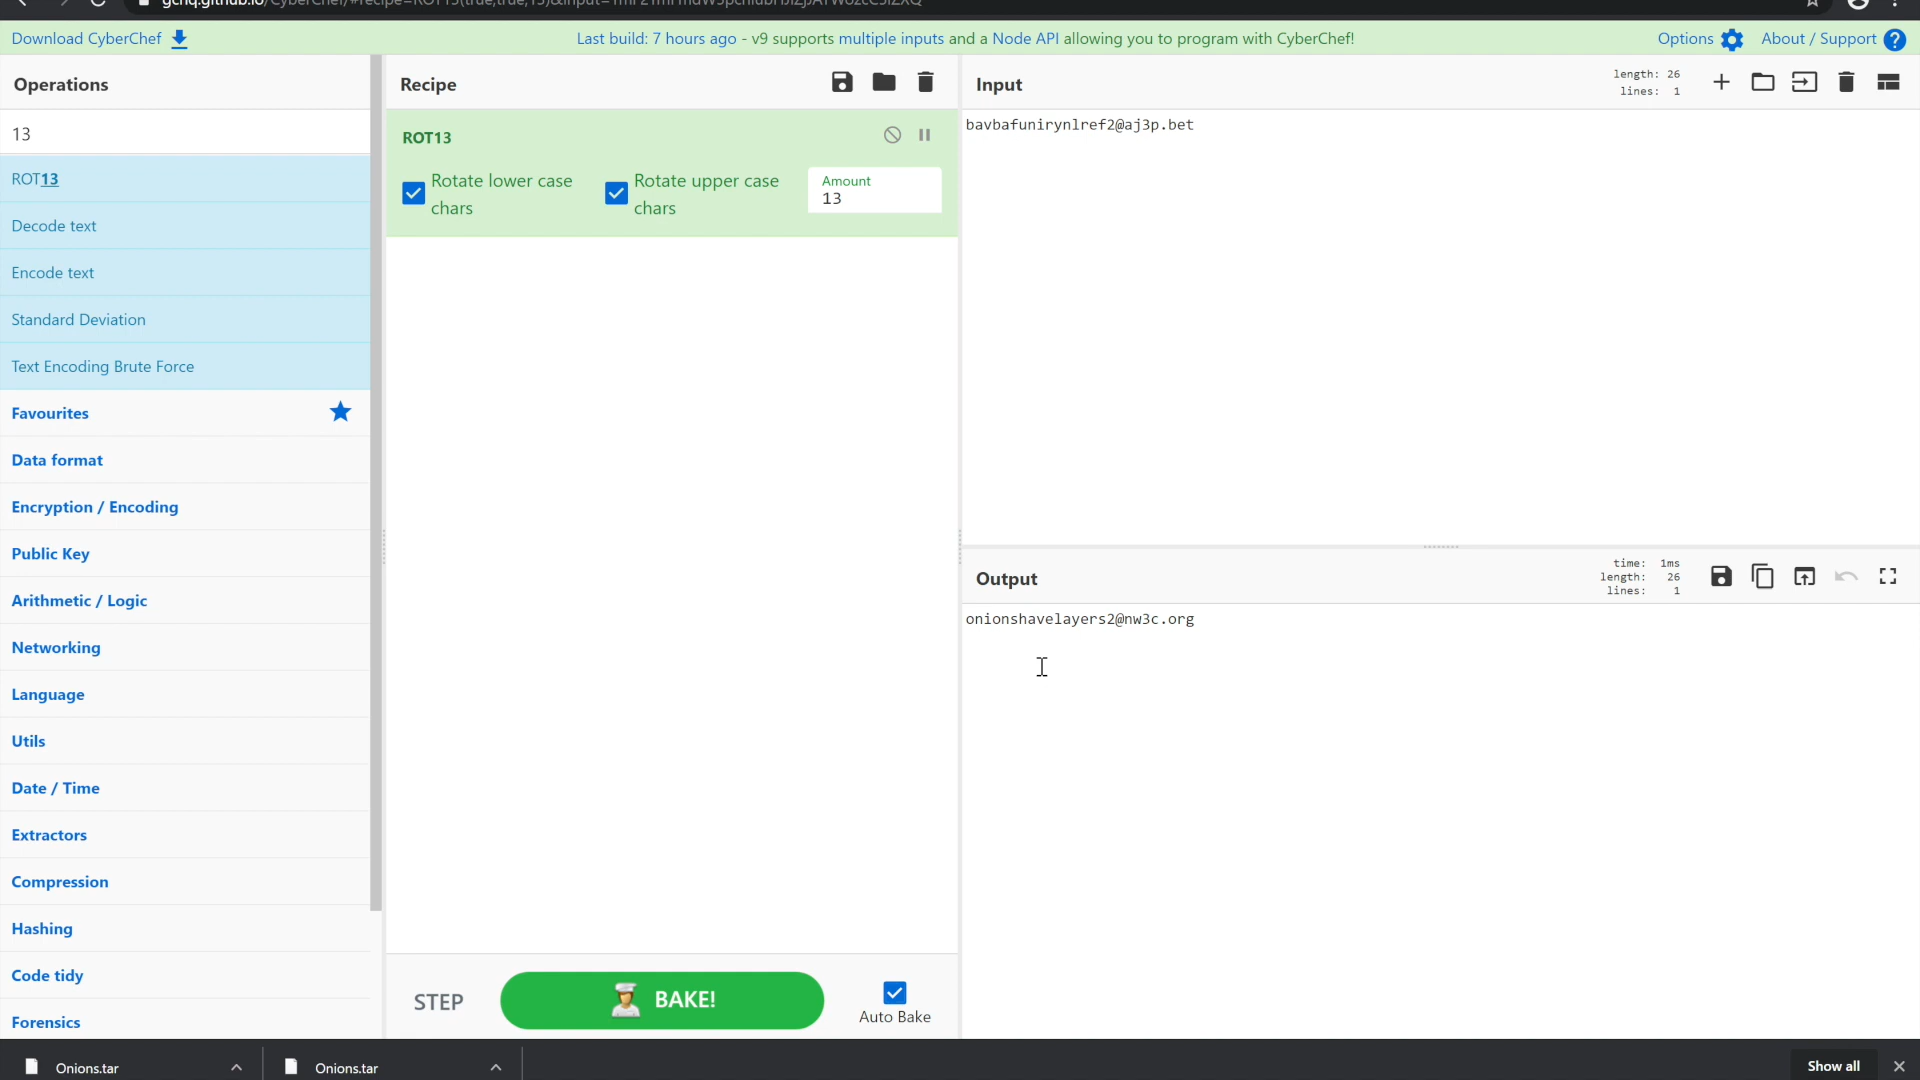 Download CyberChef
Last build: 7 hours ago - v9 supports multiple inputs and a Node API allowing you to program with CyberChef!
Options
About / Support
Operations
13
ROT13
Decode text
Encode text
Standard Deviation
Text Encoding Brute Force
Favourites
Data format
Encryption / Encoding
Public Key
Arithmetic / Logic
Networking
Language
Utils
Date / Time
Extractors
Compression
Hashing
Code tidy
Forensics
Recipe
ROT13
Rotate lower case
chars
Rotate upper case
chars
Amount
13
STEP
BAKE!
Auto Bake
Input
length: 26
lines: 1
bavbafunirynlref2@aj3p.bet
Output
time: 1ms
length: 26
lines: 1
onionshavelayers2@nw3c.org
Onions.tar
Onions.tar
Show all